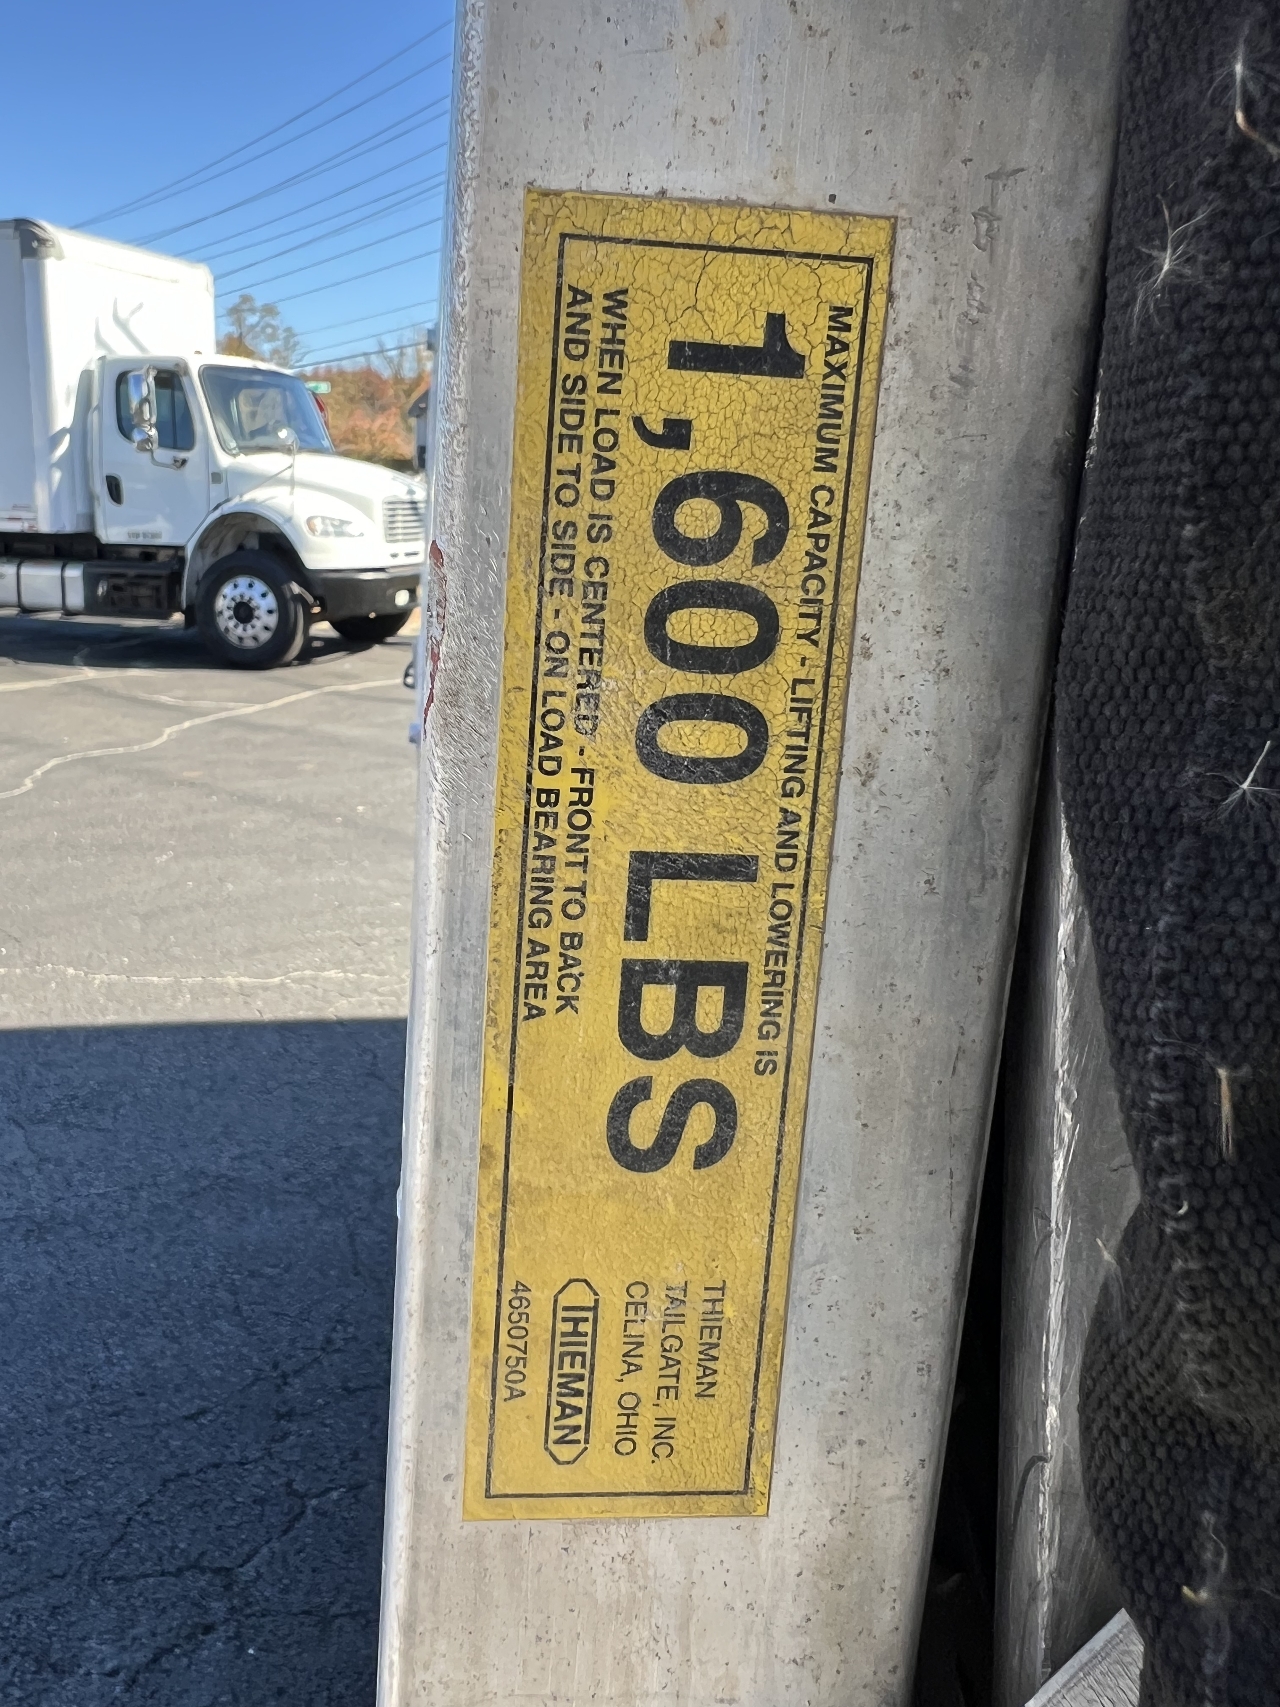 MAXIMUM CAPACITY - LIFTING AND LOWERING IS
1,600 LBS
WHEN LOAD IS CENTERED - FRONT TO BACK
AND SIDE TO SIDE - ON LOAD BEARING AREA
THIEMAN
TAILGATE, INC.
CELINA, OHIO
THIEMAN
4650750A